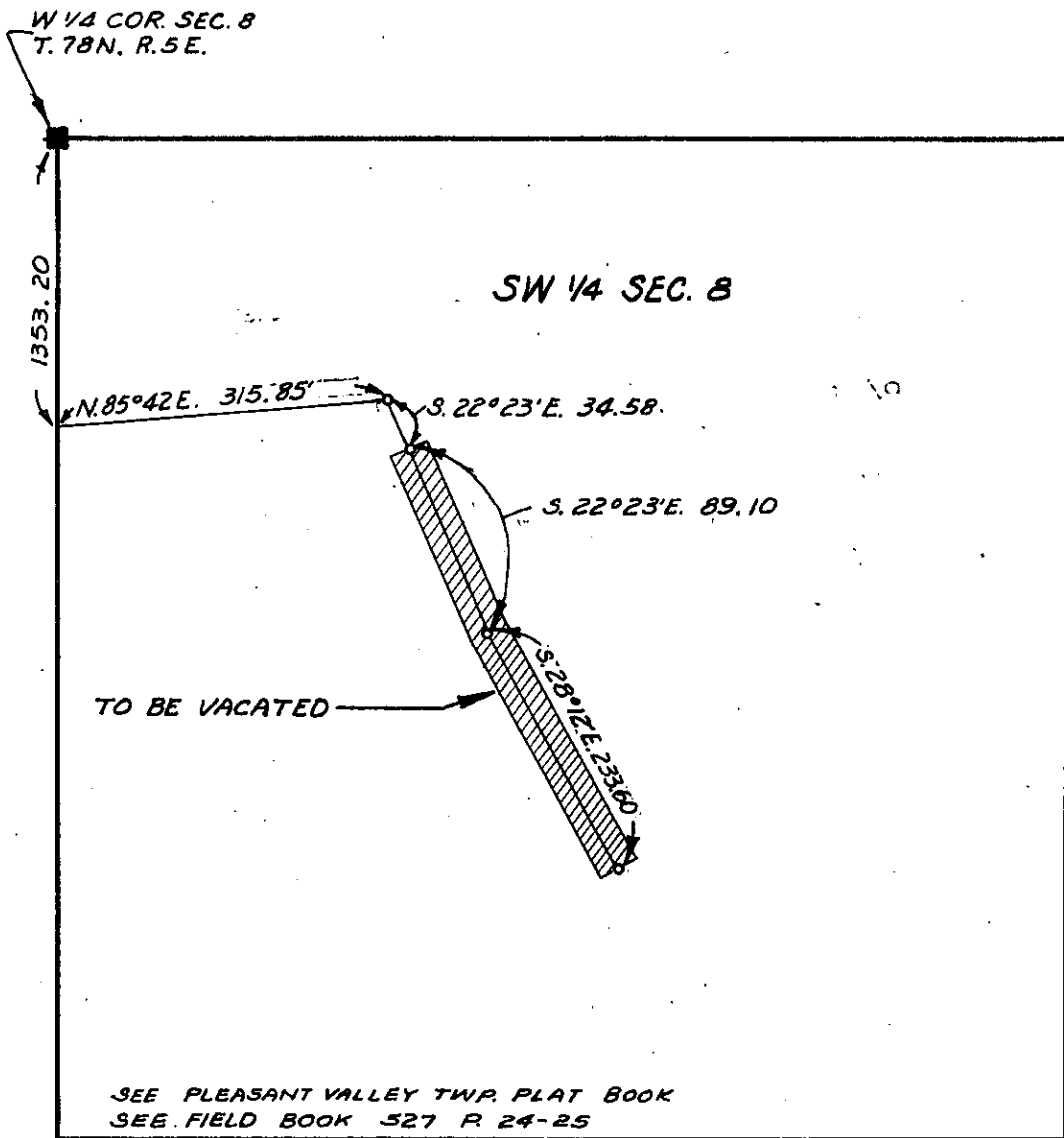 W 1/4 COR. SEC. 8
T. 78N. R. 5 E.
1353.20
SW 1/4 SEC. 8
N. 85°42'E. 315.85'
S. 22°23'E. 34.58
S. 22°23'E. 89.10
S. 28°12'E. 233.60
TO BE VACATED
SEE PLEASANT VALLEY TWP. PLAT BOOK
SEE FIELD BOOK 527 P. 24-25